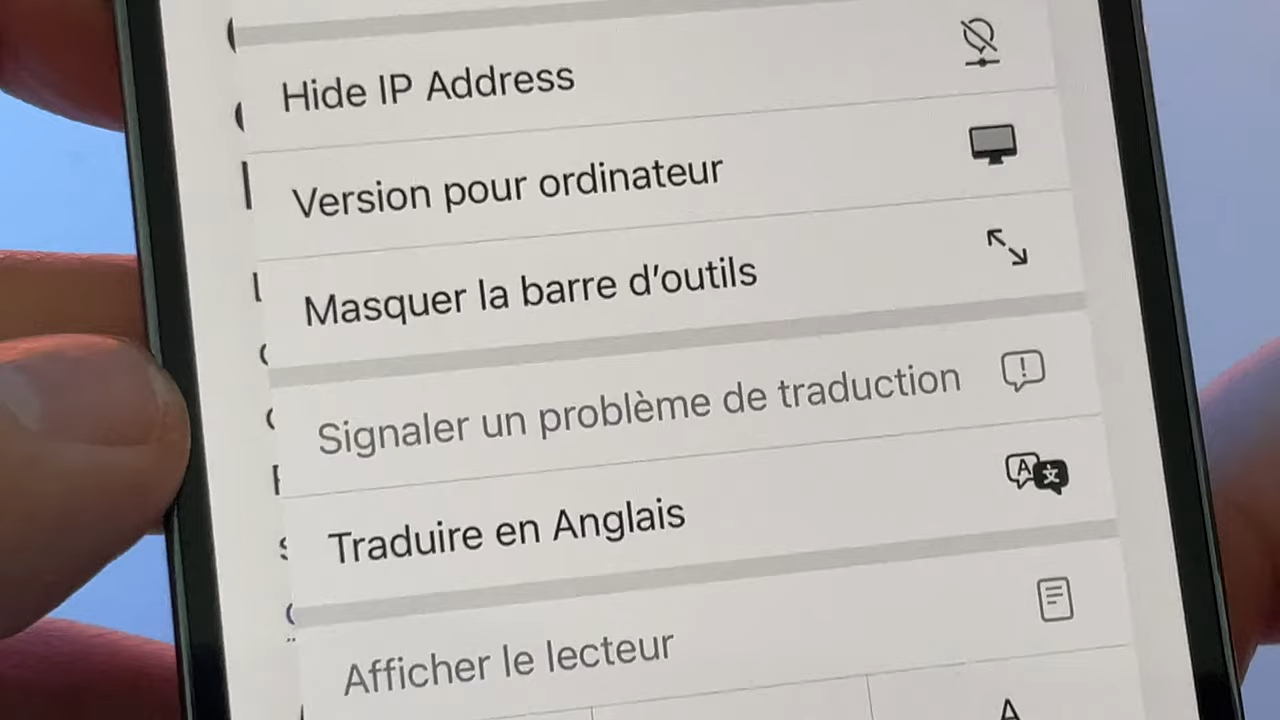 Hide IP Address
Version pour ordinateur
Masquer la barre d’outils
Signaler un problème de traduction
Traduire en Anglais
Afficher le lecteur
A